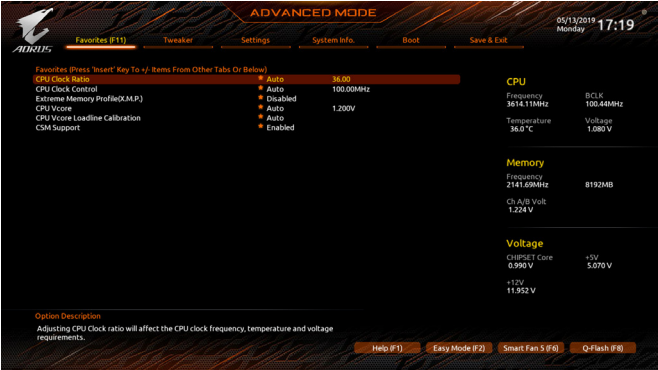 ADVANCED MODE
05/13/2019
Monday
17:19
AORUS
Favorites (F11) Tweaker Settings System Info. Boot Save & Exit
Favorites (Press 'Insert' Key To +/- Items From Other Tabs Or Below)
CPU Clock Ratio ★ Auto 36.00
CPU Clock Control ★ Auto 100.00MHz
Extreme Memory Profile(X.M.P.) ★ Disabled
CPU Vcore ★ Auto 1.200V
CPU Vcore Loadline Calibration ★ Auto
CSM Support ★ Enabled
CPU
Frequency BCLK
3614.11MHz 100.44MHz
Temperature Voltage
36.0 °C 1.080 V
Memory
Frequency
2141.69MHz 8192MB
Ch A/B Volt
1.224 V
Voltage
CHIPSET Core +5V
0.990 V 5.070 V
+12V
11.952 V
Option Description
Adjusting CPU Clock ratio will affect the CPU clock frequency, temperature and voltage
requirements.
Help (F1) Easy Mode (F2) Smart Fan 5 (F6) Q-Flash (F8)